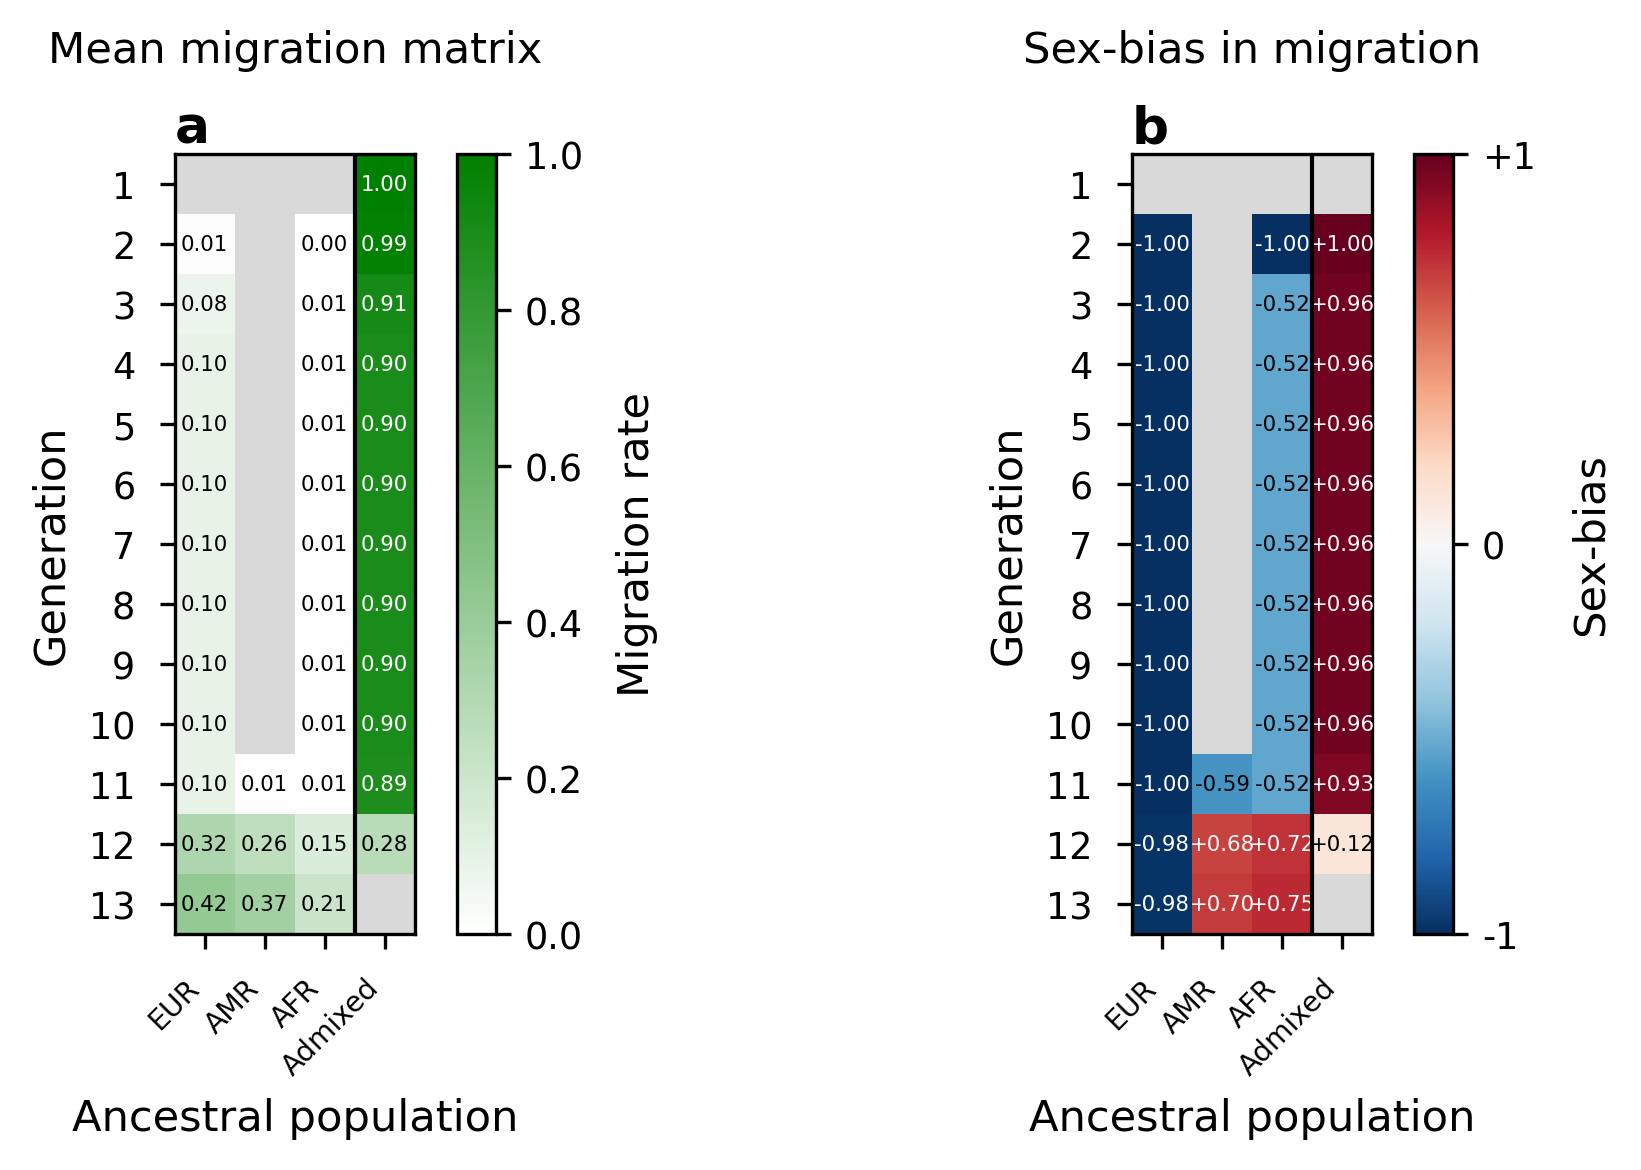 Mean migration matrix
a
1 1.00
2 0.01 0.00 0.99
3 0.08 0.01 0.91
4 0.10 0.01 0.90
5 0.10 0.01 0.90
6 0.10 0.01 0.90
7 0.10 0.01 0.90
8 0.10 0.01 0.90
9 0.10 0.01 0.90
10 0.10 0.01 0.90
11 0.10 0.01 0.01 0.89
12 0.32 0.26 0.15 0.28
13 0.42 0.37 0.21
Generation
EUR AMR AFR Admixed
Ancestral population
1.0
0.8
0.6
0.4
0.2
0.0
Migration rate
Sex-bias in migration
b
1
2 -1.00 -1.00 +1.00
3 -1.00 -0.52 +0.96
4 -1.00 -0.52 +0.96
5 -1.00 -0.52 +0.96
6 -1.00 -0.52 +0.96
7 -1.00 -0.52 +0.96
8 -1.00 -0.52 +0.96
9 -1.00 -0.52 +0.96
10 -1.00 -0.52 +0.96
11 -1.00 -0.59 -0.52 +0.93
12 -0.98 +0.68 +0.72 +0.12
13 -0.98 +0.70 +0.75
Generation
EUR AMR AFR Admixed
Ancestral population
+1
0
-1
Sex-bias